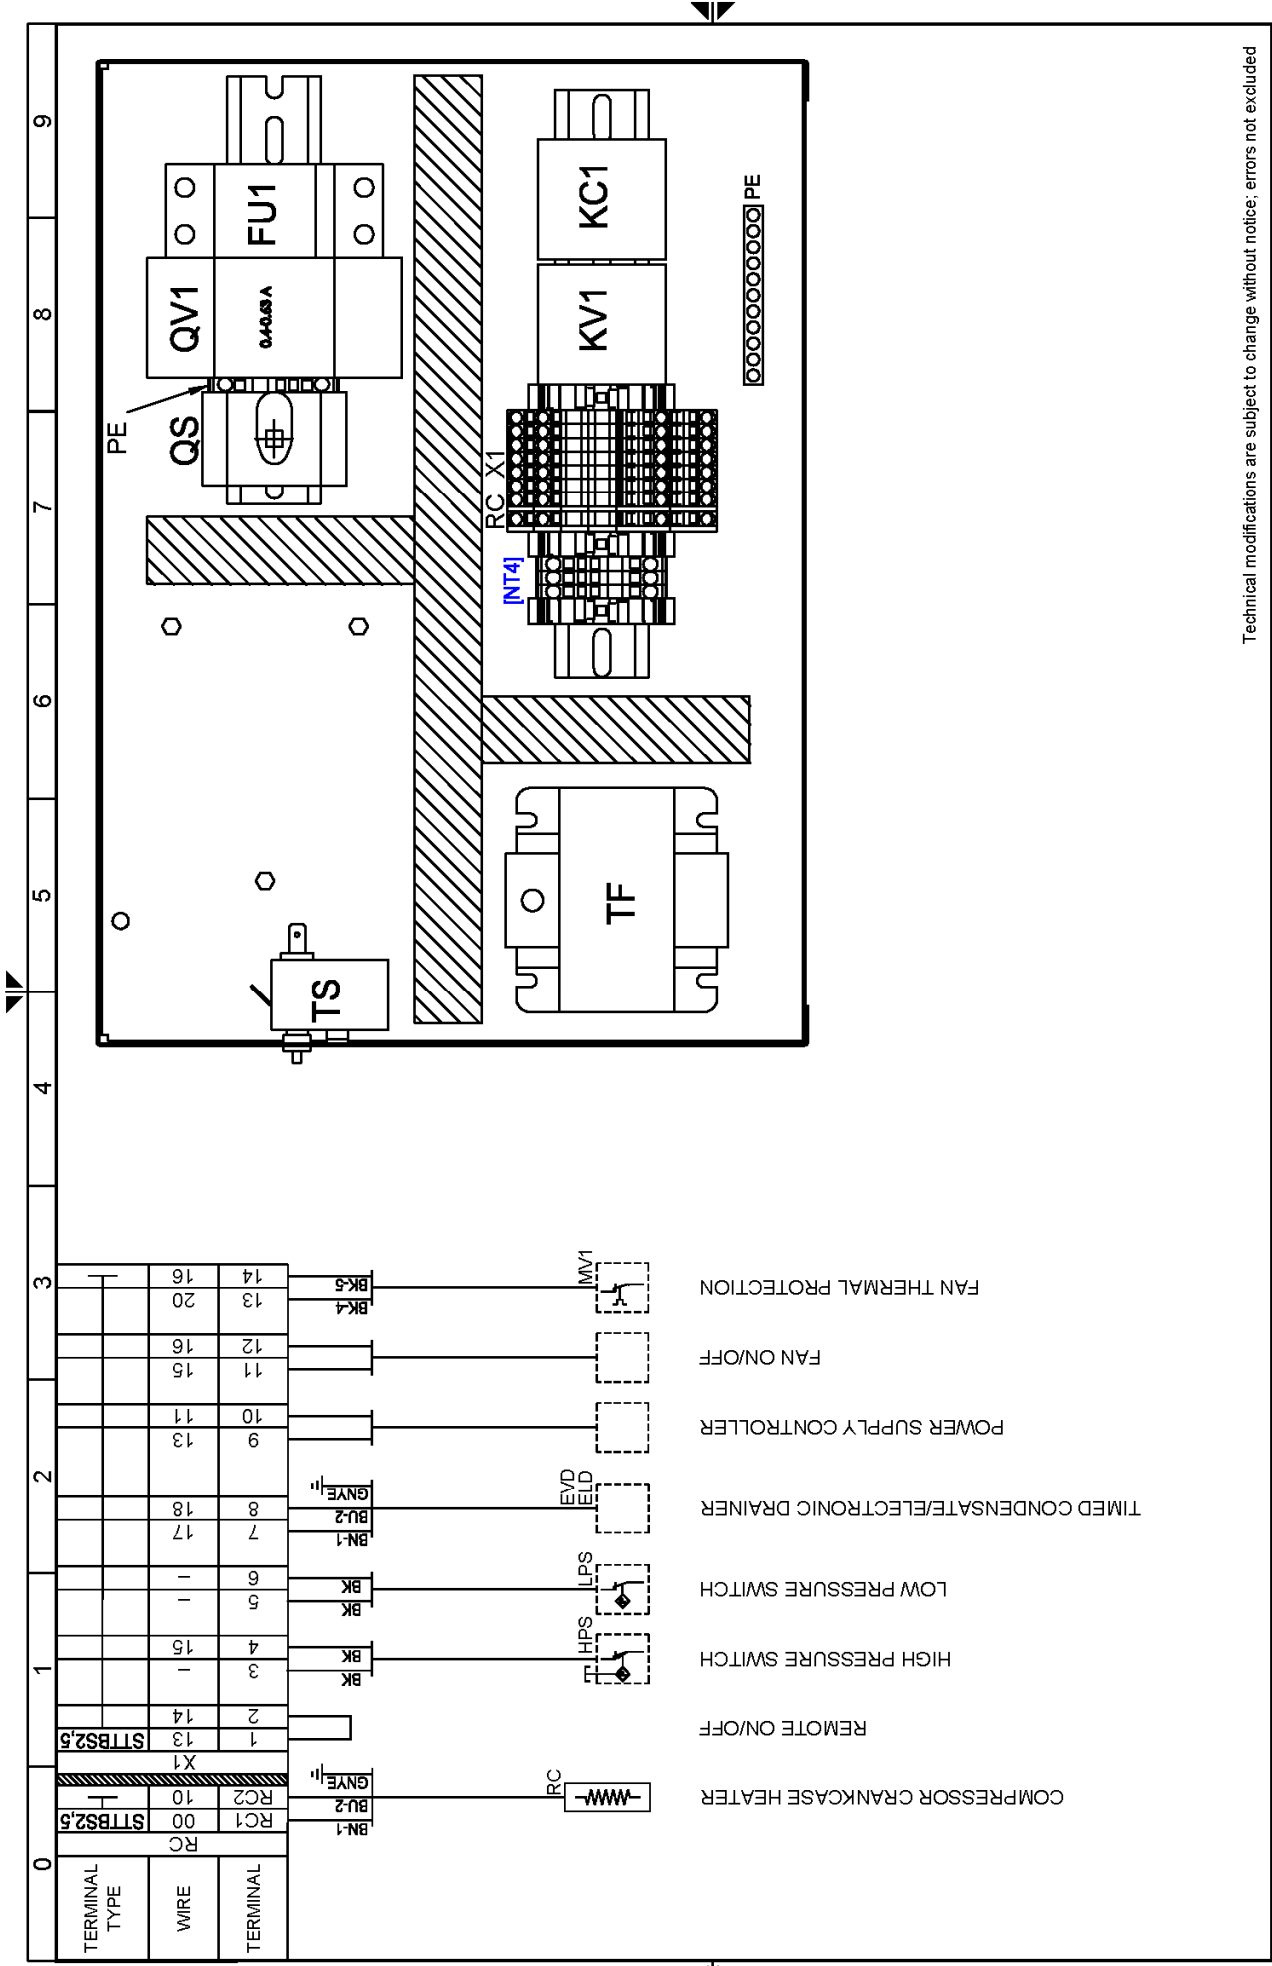 0
1
2
3
4
5
6
7
8
9
TERMINAL
TYPE
WIRE
TERMINAL
RC
STTBS2,5
00
10
RC1
RC2
X1
STTBS2,5
13
14
–
15
–
–
17
18
13
11
15
16
20
16
1
2
3
4
5
6
7
8
9
10
11
12
13
14
BN-1
BU-2
GNYE
BK
BK
BK
BK
BN-1
BU-2
GNYE
BK-4
BK-5
RC
HPS
LPS
EVD
ELD
MV1
COMPRESSOR CRANKCASE HEATER
REMOTE ON/OFF
HIGH PRESSURE SWITCH
LOW PRESSURE SWITCH
TIMED CONDENSATE/ELECTRONIC DRAINER
POWER SUPPLY CONTROLLER
FAN ON/OFF
FAN THERMAL PROTECTION
TS
PE
QS
QV1
0.4-0.63 A
FU1
TF
[NT4]
RC X1
KV1
KC1
PE
Technical modifications are subject to change without notice; errors not excluded